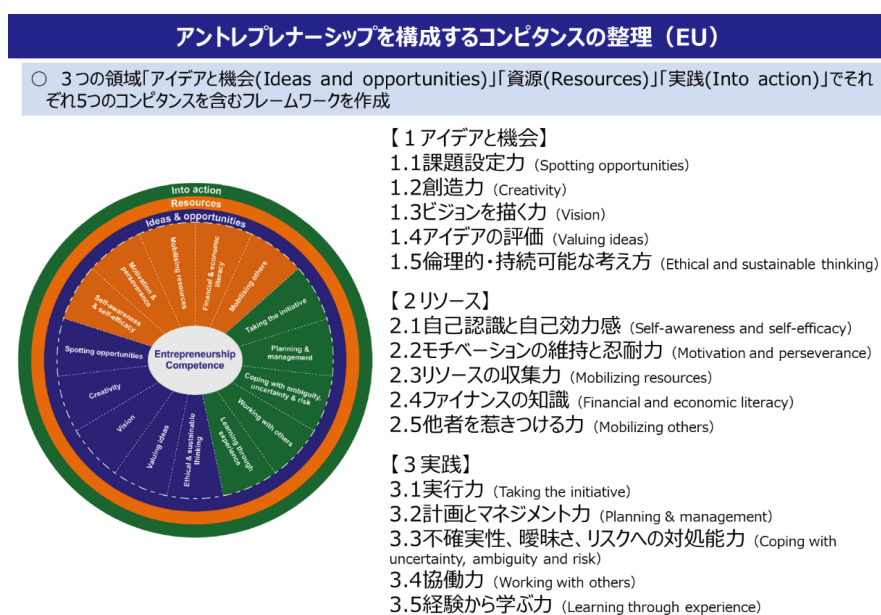 アントレプレナーシップを構成するコンピタンスの整理（EU）
○ 3つの領域「アイデアと機会(Ideas and opportunities)」「資源(Resources)」「実践(Into action)」でそれ
ぞれ5つのコンピタンスを含むフレームワークを作成
Into action
Resources
Ideas & opportunities
Self-awareness
& self-efficacy
Motivation &
perseverance
Mobilising resources
Financial & economic
literacy
Mobilising others
Taking the initiative
Planning &
management
Coping with ambiguity,
uncertainty & risk
Working with others
Learning through
experience
Ethical & sustainable
thinking
Valuing ideas
Vision
Creativity
Spotting opportunities
Entrepreneurship
Competence
【１アイデアと機会】
1.1課題設定力（Spotting opportunities）
1.2創造力（Creativity）
1.3ビジョンを描く力（Vision）
1.4アイデアの評価（Valuing ideas）
1.5倫理的・持続可能な考え方（Ethical and sustainable thinking）
【２リソース】
2.1自己認識と自己効力感（Self-awareness and self-efficacy）
2.2モチベーションの維持と忍耐力（Motivation and perseverance）
2.3リソースの収集力（Mobilizing resources）
2.4ファイナンスの知識（Financial and economic literacy）
2.5他者を惹きつける力（Mobilizing others）
【３実践】
3.1実行力（Taking the initiative）
3.2計画とマネジメント力（Planning & management）
3.3不確実性、曖昧さ、リスクへの対処能力（Coping with
uncertainty, ambiguity and risk）
3.4協働力（Working with others）
3.5経験から学ぶ力（Learning through experience）